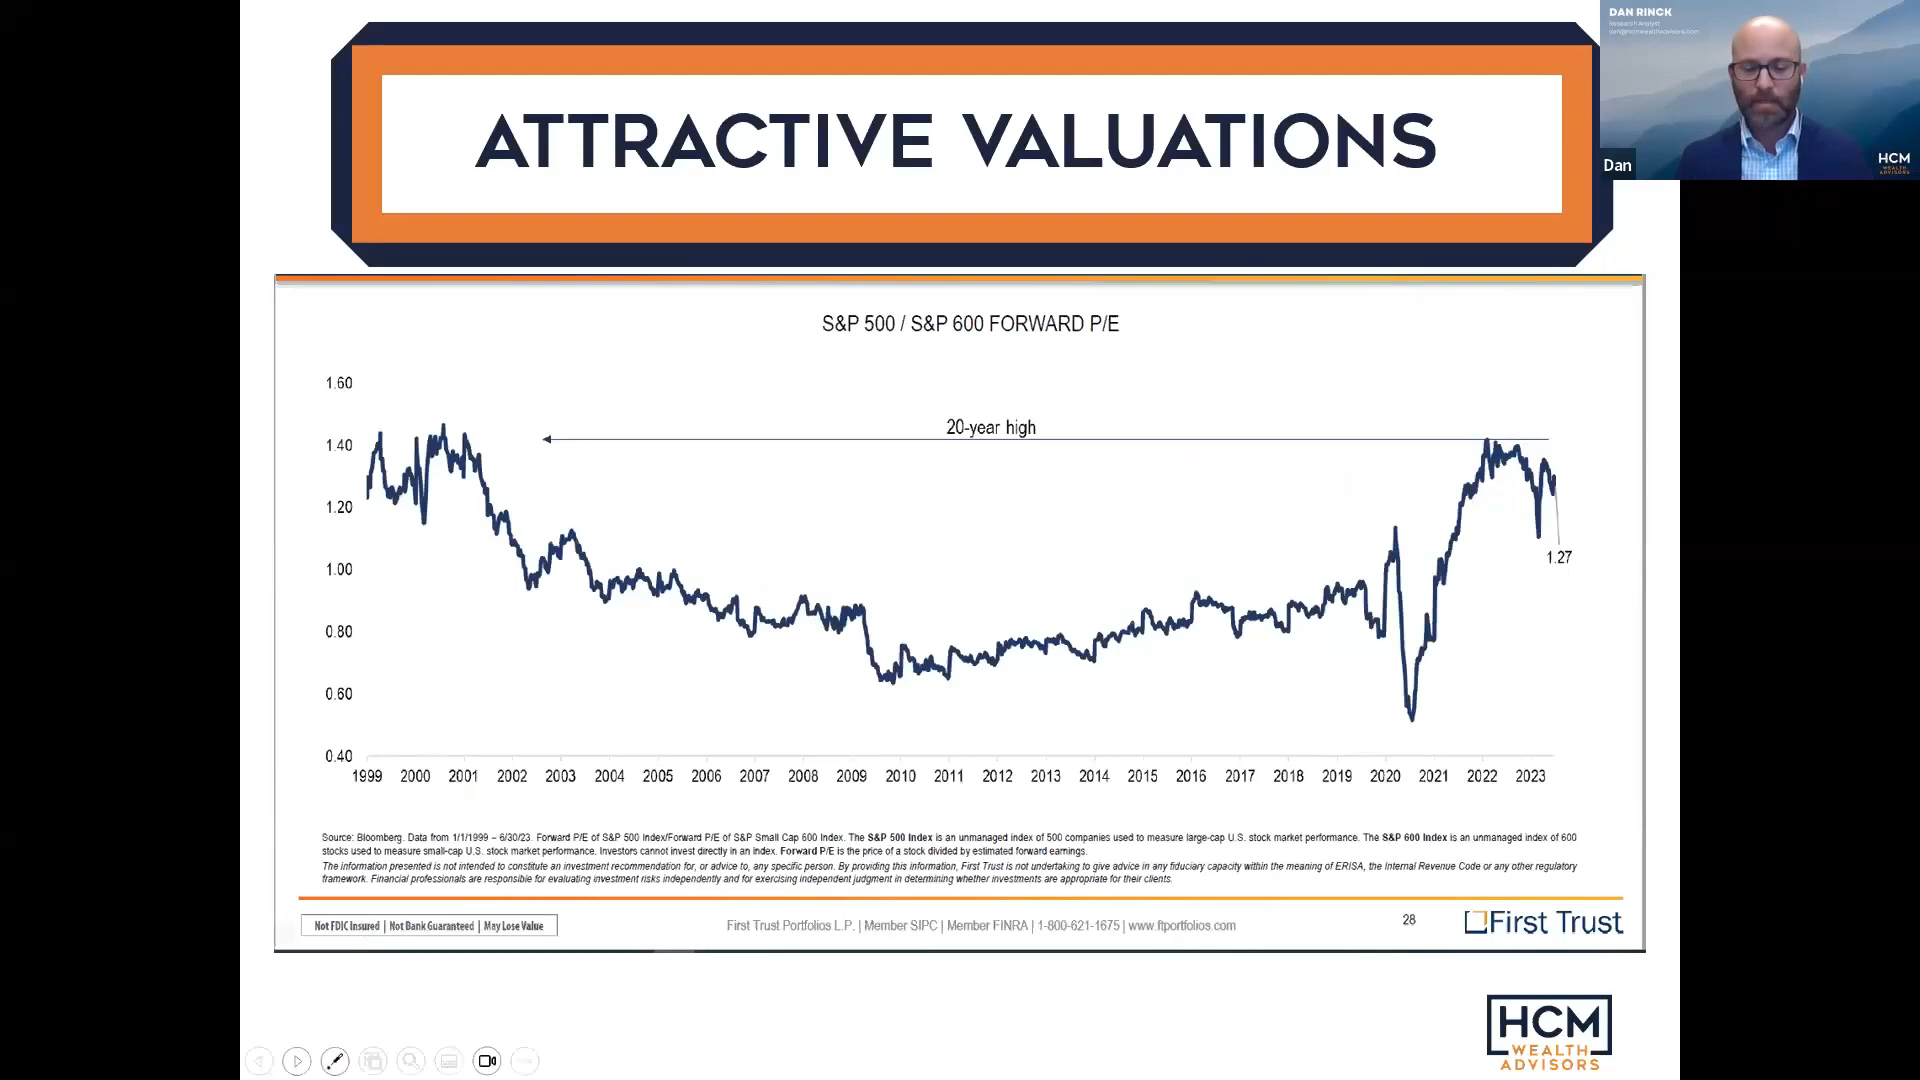 DAN RINCK
Research Analyst
dan@hcmwealthadvisors.com
HCM
WEALTH
ADVISORS
Dan
ATTRACTIVE VALUATIONS
S&P 500 / S&P 600 FORWARD P/E
1.60
1.40
1.20
1.00
0.80
0.60
0.40
20-year high
1.27
1999 2000 2001 2002 2003 2004 2005 2006 2007 2008 2009 2010 2011 2012 2013 2014 2015 2016 2017 2018 2019 2020 2021 2022 2023
Source: Bloomberg. Data from 1/1/1999 – 6/30/23. Forward P/E of S&P 500 Index/Forward P/E of S&P Small Cap 600 Index. The S&P 500 Index is an unmanaged index of 500 companies used to measure large-cap U.S. stock market performance. The S&P 600 Index is an unmanaged index of 600
stocks used to measure small-cap U.S. stock market performance. Investors cannot invest directly in an index. Forward P/E is the price of a stock divided by estimated forward earnings.
The information presented is not intended to constitute an investment recommendation for, or advice to, any specific person. By providing this information, First Trust is not undertaking to give advice in any fiduciary capacity within the meaning of ERISA, the Internal Revenue Code or any other regulatory
framework. Financial professionals are responsible for evaluating investment risks independently and for exercising independent judgment in determining whether investments are appropriate for their clients.
Not FDIC Insured | Not Bank Guaranteed | May Lose Value
First Trust Portfolios L.P. | Member SIPC | Member FINRA | 1-800-621-1675 | www.ftportfolios.com
28
First Trust
HCM
WEALTH
ADVISORS